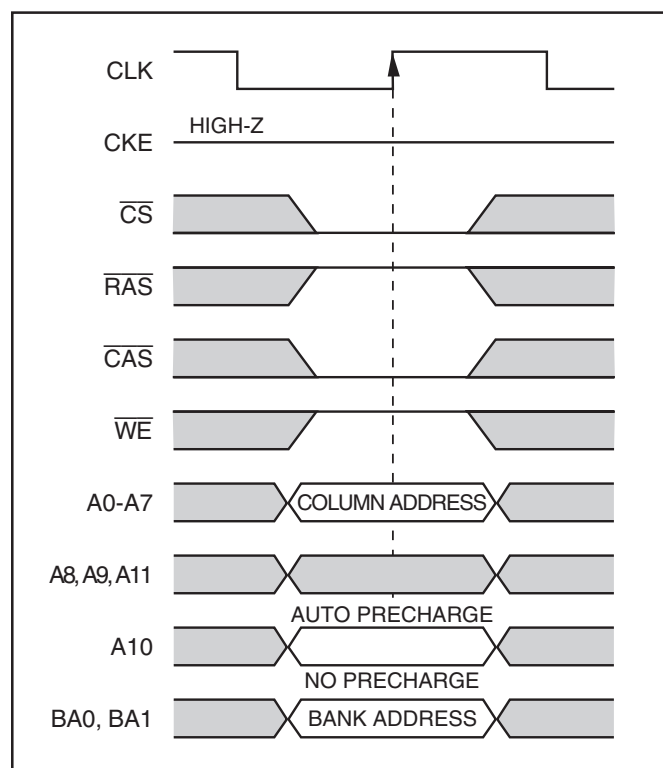 CLK
CKE HIGH-Z
CS
RAS
CAS
WE
A0-A7 COLUMN ADDRESS
A8, A9, A11
AUTO PRECHARGE
A10
NO PRECHARGE
BA0, BA1 BANK ADDRESS